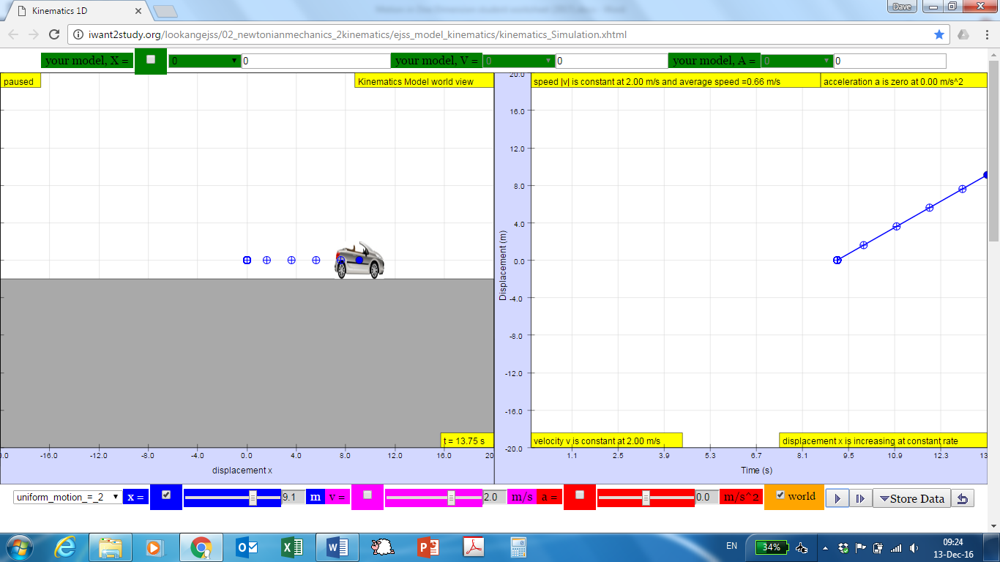 Kinematics 1D
Dave
iwant2study.org/lookangejss/02_newtonianmechanics_2kinematics/ejss_model_kinematics/kinematics_Simulation.xhtml
your model, X = 0 0 your model, V = 0 0 your model, A = 0 0
paused
Kinematics Model world view
speed |v| is constant at 2.00 m/s and average speed =0.66 m/s
acceleration a is zero at 0.00 m/s^2
20.0
16.0
12.0
8.0
4.0
0.0
-4.0
-8.0
-12.0
-16.0
-20.0
Displacement (m)
t = 13.75 s
velocity v is constant at 2.00 m/s
displacement x is increasing at constant rate
0.0 -16.0 -12.0 -8.0 -4.0 0.0 4.0 8.0 12.0 16.0 20
1.1 2.5 3.9 5.3 6.7 8.1 9.5 10.9 12.3 13
displacement x
Time (s)
uniform_motion_=_2 x = 9.1 m v = 2.0 m/s a = 0.0 m/s^2 world Store Data
EN 34% 09:24
13-Dec-16